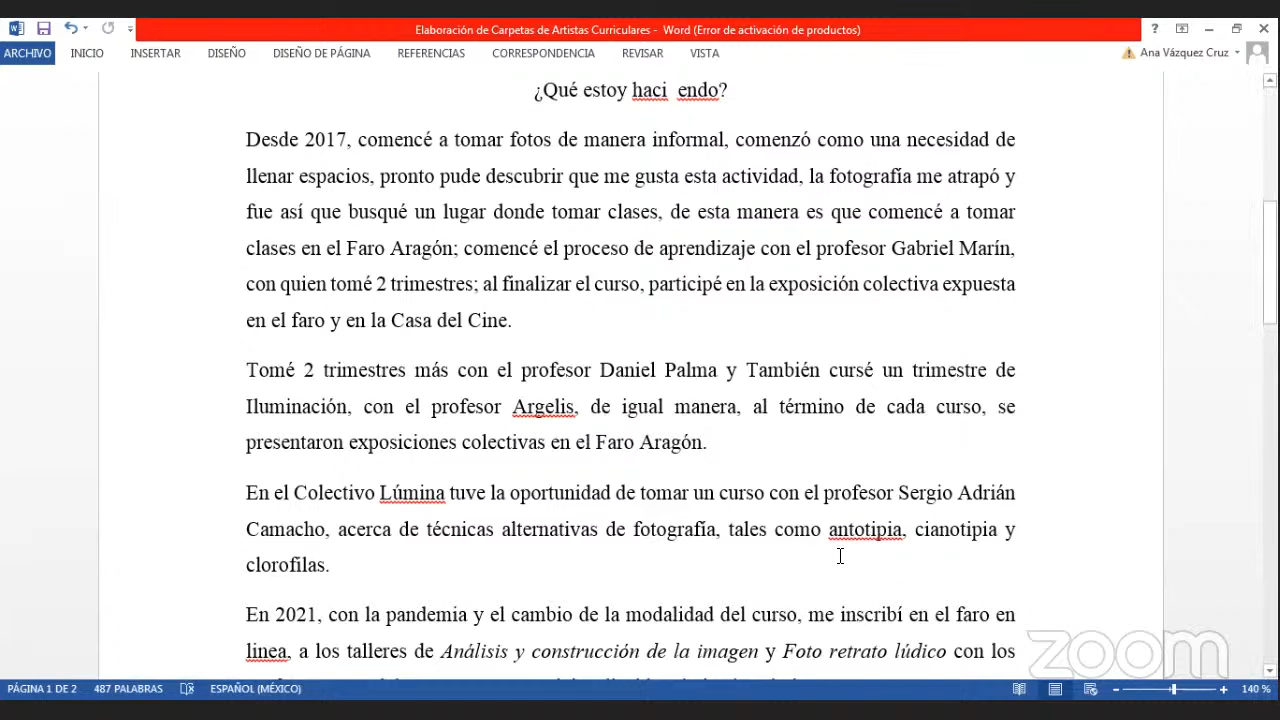 Elaboración de Carpetas de Artistas Curriculares - Word (Error de activación de productos)
ARCHIVO INICIO INSERTAR DISEÑO DISEÑO DE PÁGINA REFERENCIAS CORRESPONDENCIA REVISAR VISTA Ana Vázquez Cruz
¿Qué estoy haci endo?
Desde 2017, comencé a tomar fotos de manera informal, comenzó como una necesidad de
llenar espacios, pronto pude descubrir que me gusta esta actividad, la fotografía me atrapó y
fue así que busqué un lugar donde tomar clases, de esta manera es que comencé a tomar
clases en el Faro Aragón; comencé el proceso de aprendizaje con el profesor Gabriel Marín,
con quien tomé 2 trimestres; al finalizar el curso, participé en la exposición colectiva expuesta
en el faro y en la Casa del Cine.
Tomé 2 trimestres más con el profesor Daniel Palma y También cursé un trimestre de
Iluminación, con el profesor Argelis, de igual manera, al término de cada curso, se
presentaron exposiciones colectivas en el Faro Aragón.
En el Colectivo Lúmina tuve la oportunidad de tomar un curso con el profesor Sergio Adrián
Camacho, acerca de técnicas alternativas de fotografía, tales como antotipia, cianotipia y
clorofilas.
En 2021, con la pandemia y el cambio de la modalidad del curso, me inscribí en el faro en
linea, a los talleres de Análisis y construcción de la imagen y Foto retrato lúdico con los
zoom
PÁGINA 1 DE 2 487 PALABRAS ESPAÑOL (MÉXICO) 140 %